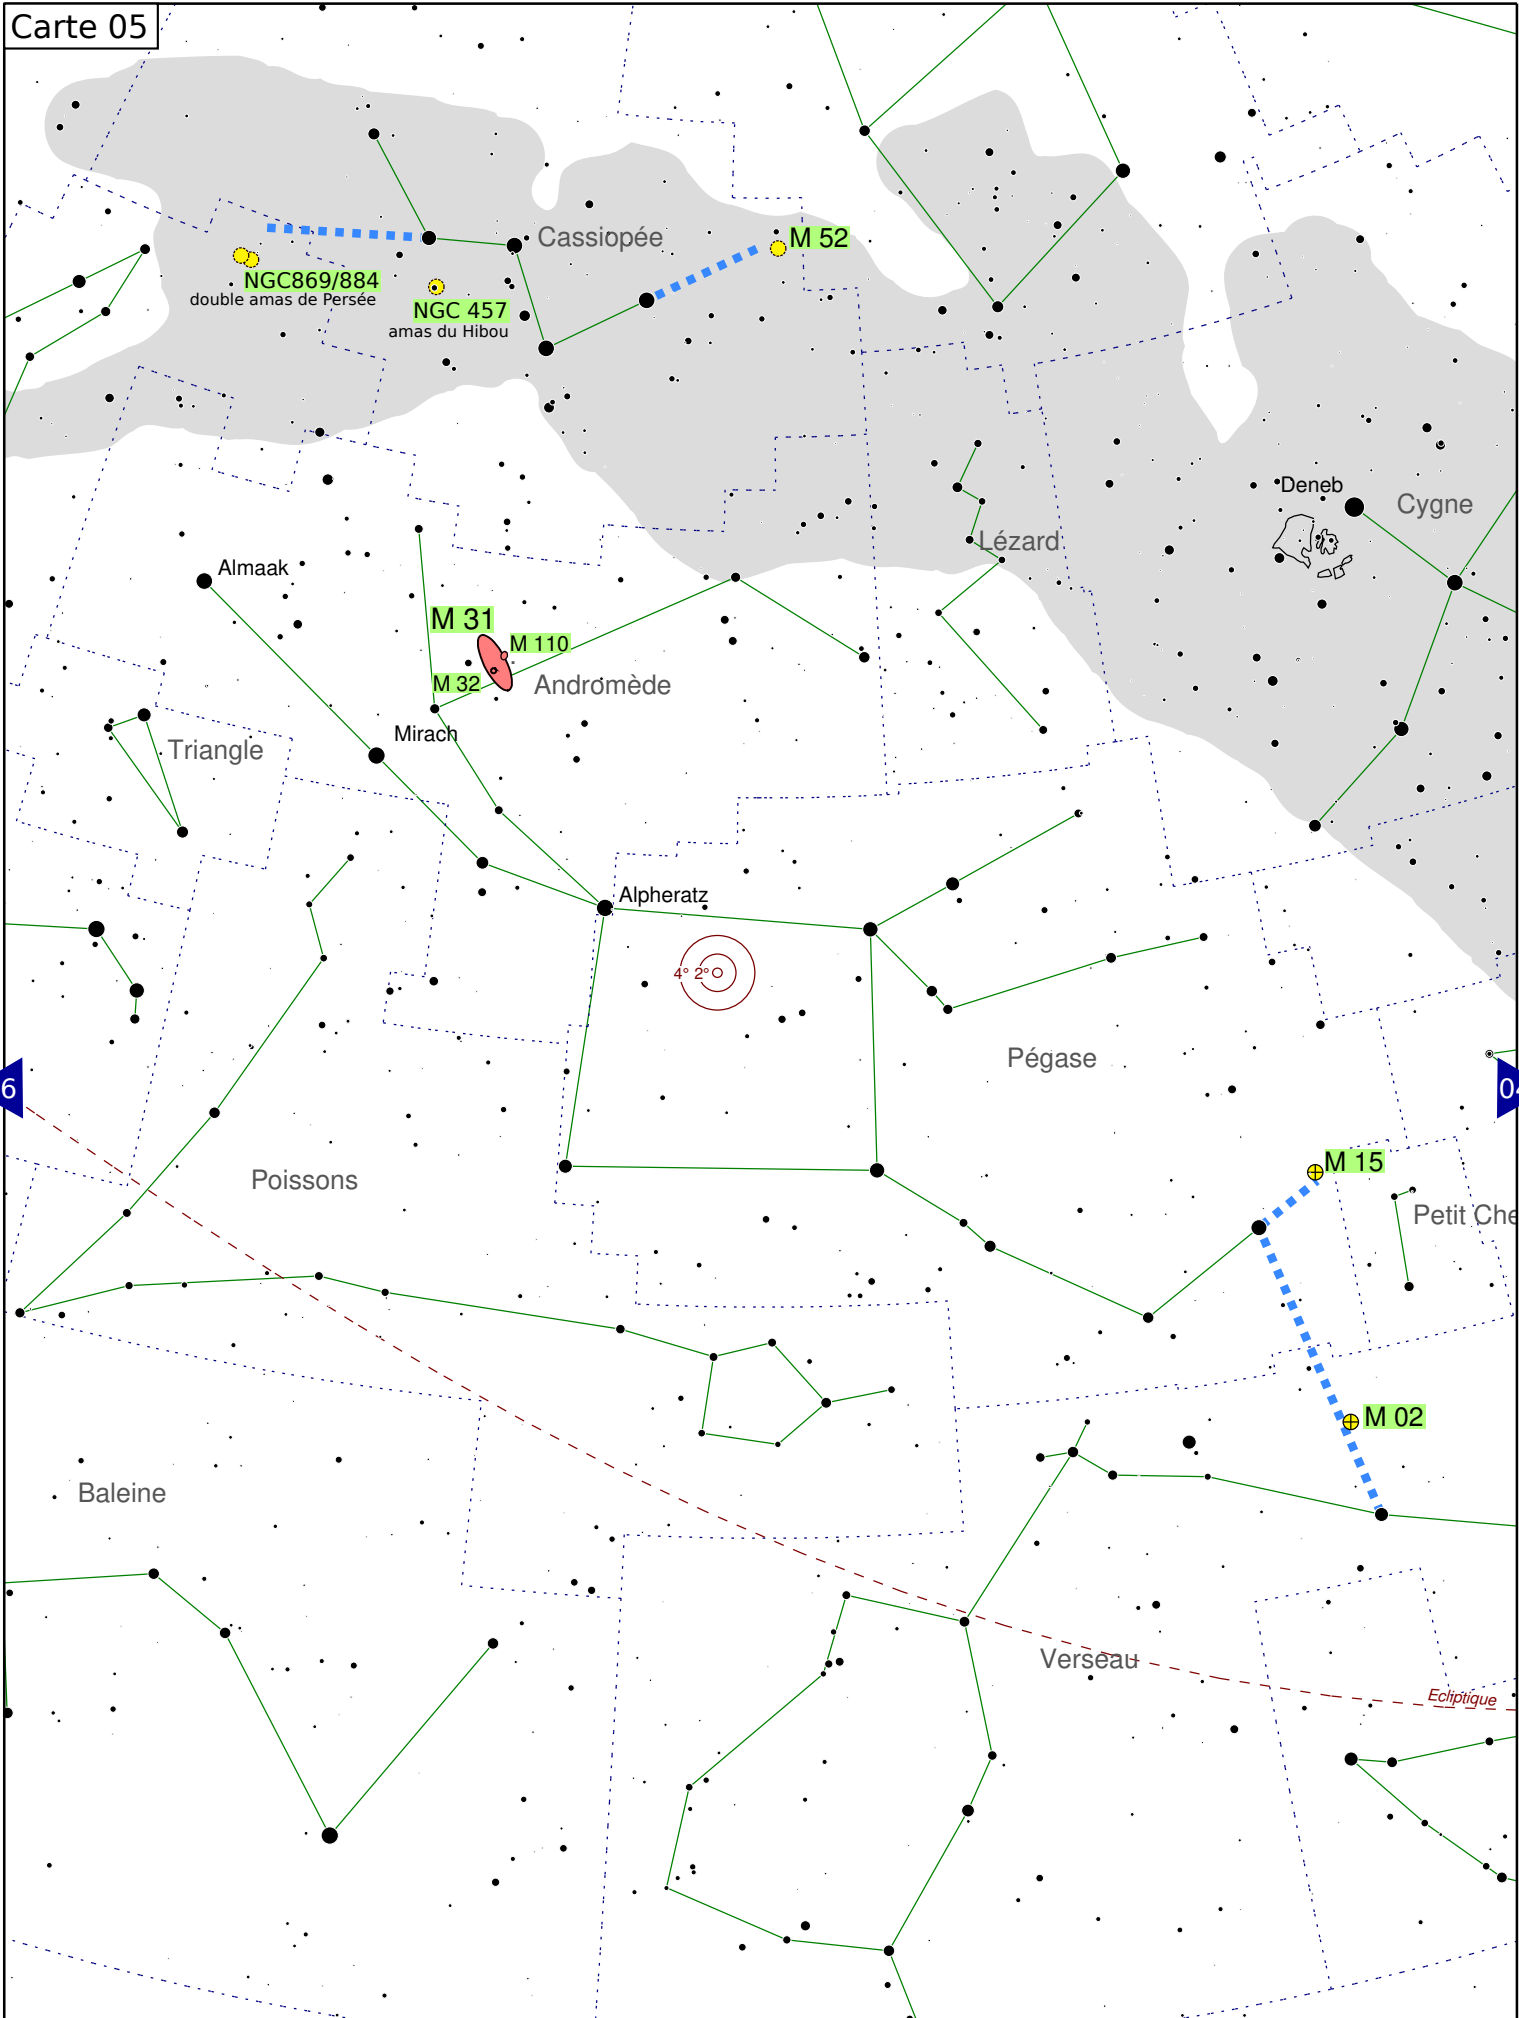 Carte 05
Cassiopée
M 52
NGC869/884
double amas de Persée
NGC 457
amas du Hibou
Deneb
Cygne
Lézard
Almaak
M 31
M 110
M 32
Andromède
Mirach
Triangle
Alpheratz
4° 2°
Pégase
6
04
Poissons
M 15
Petit Che
M 02
Baleine
Verseau
Ecliptique